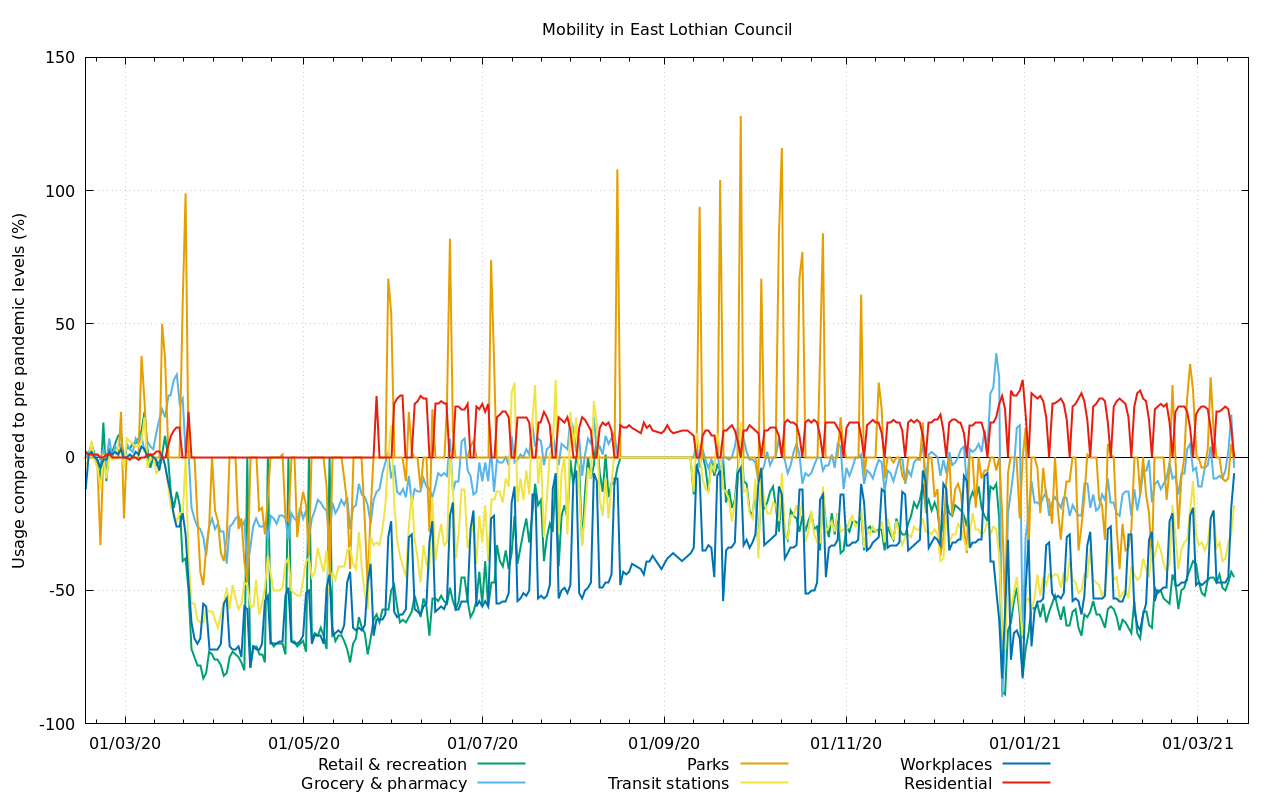 Mobility in East Lothian Council
Usage compared to pre pandemic levels (%)
150
100
50
0
-50
-100
01/03/20 01/05/20 01/07/20 01/09/20 01/11/20 01/01/21 01/03/21
Retail & recreation Parks Workplaces
Grocery & pharmacy Transit stations Residential